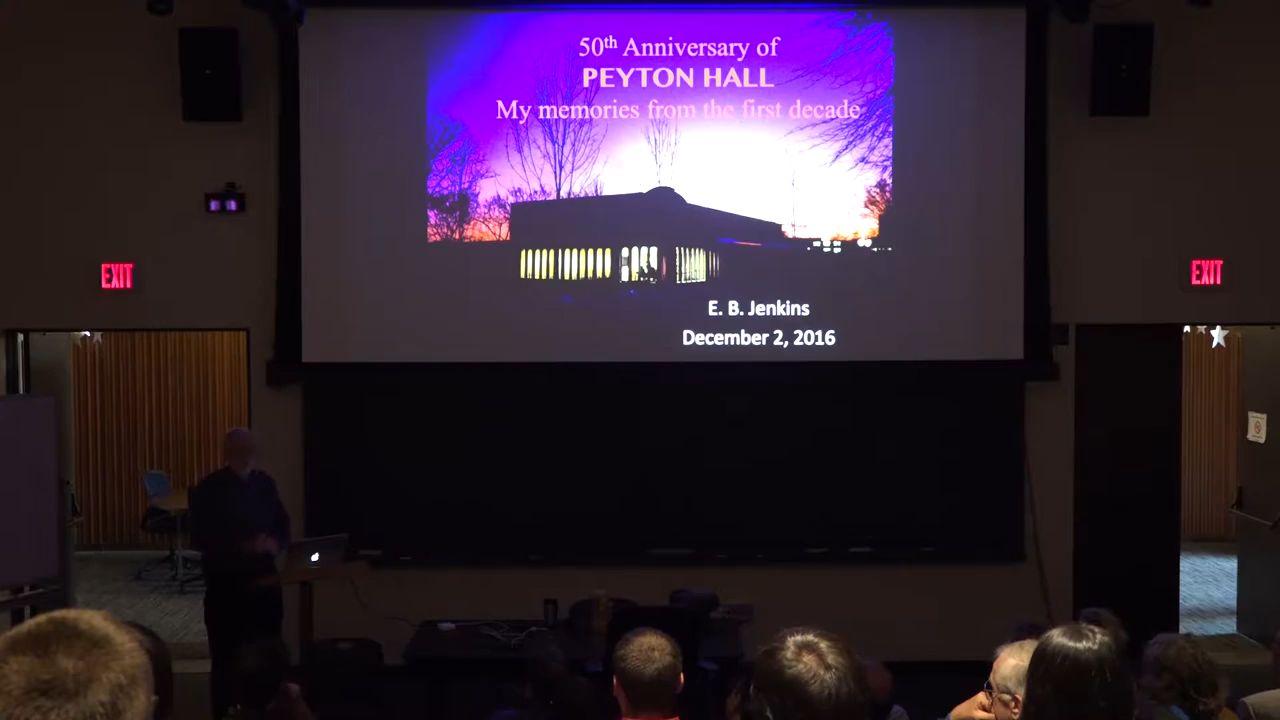 50th Anniversary of
PEYTON HALL
My memories from the first decade
E. B. Jenkins
December 2, 2016
EXIT
EXIT